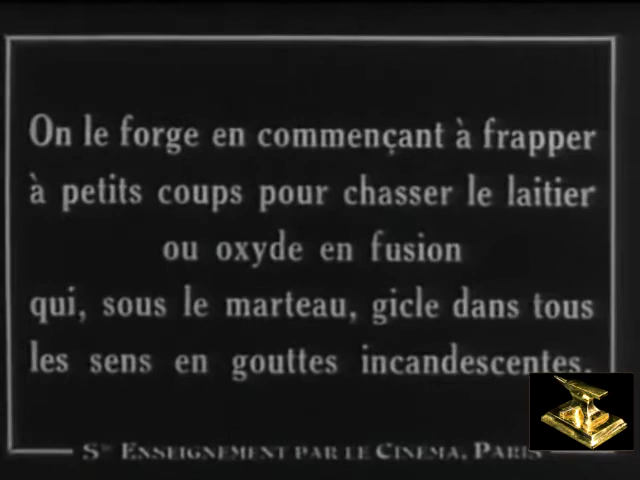 On le forge en commençant à frapper
à petits coups pour chasser le laitier
ou oxyde en fusion
qui, sous le marteau, gicle dans tous
les sens en gouttes incandescentes.
Sté ENSEIGNEMENT PAR LE CINEMA, PARIS